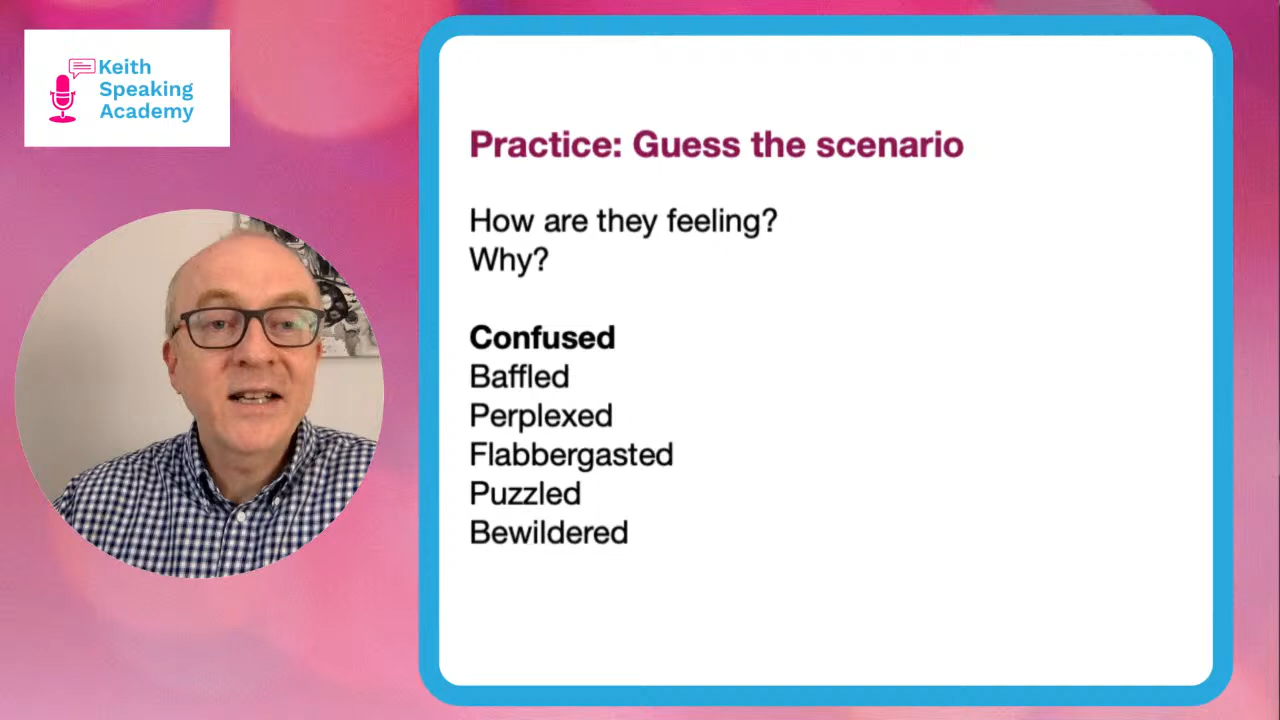 Keith
Speaking
Academy
Practice: Guess the scenario
How are they feeling?
Why?
Confused
Baffled
Perplexed
Flabbergasted
Puzzled
Bewildered